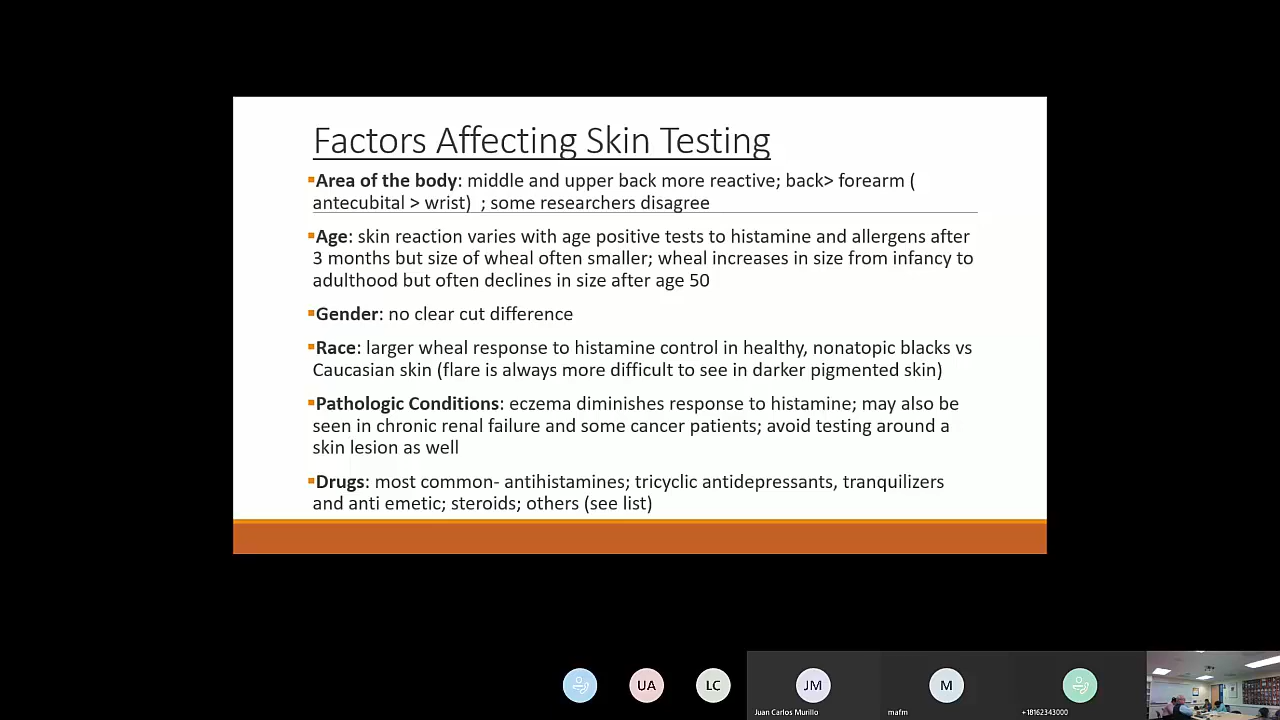 Factors Affecting Skin Testing
▪Area of the body: middle and upper back more reactive; back> forearm (
antecubital > wrist)  ; some researchers disagree
▪Age: skin reaction varies with age positive tests to histamine and allergens after
3 months but size of wheal often smaller; wheal increases in size from infancy to
adulthood but often declines in size after age 50
▪Gender: no clear cut difference
▪Race: larger wheal response to histamine control in healthy, nonatopic blacks vs
Caucasian skin (flare is always more difficult to see in darker pigmented skin)
▪Pathologic Conditions: eczema diminishes response to histamine; may also be
seen in chronic renal failure and some cancer patients; avoid testing around a
skin lesion as well
▪Drugs: most common- antihistamines; tricyclic antidepressants, tranquilizers
and anti emetic; steroids; others (see list)
UA
LC
JM
M
Juan Carlos Murillo
mafm
+18162343000